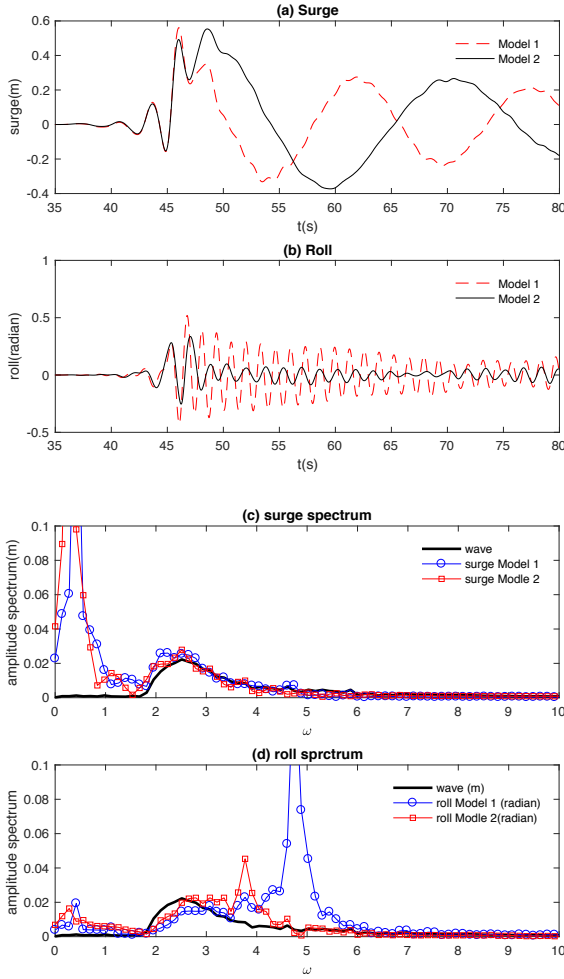 (a) Surge
0.6
0.4
0.2
0
-0.2
-0.4
surge(m)
Model 1
Model 2
35 40 45 50 55 60 65 70 75 80
t(s)
(b) Roll
1
0.5
0
-0.5
roll(radian)
Model 1
Model 2
35 40 45 50 55 60 65 70 75 80
t(s)
(c) surge spectrum
0.1
0.08
0.06
0.04
0.02
0
amplitude spectrum(m)
wave
surge Model 1
surge Modle 2
0 1 2 3 4 5 6 7 8 9 10
ω
(d) roll sprctrum
0.1
0.08
0.06
0.04
0.02
0
amplitude spectrum
wave (m)
roll Model 1 (radian)
roll Modle 2(radian)
0 1 2 3 4 5 6 7 8 9 10
ω